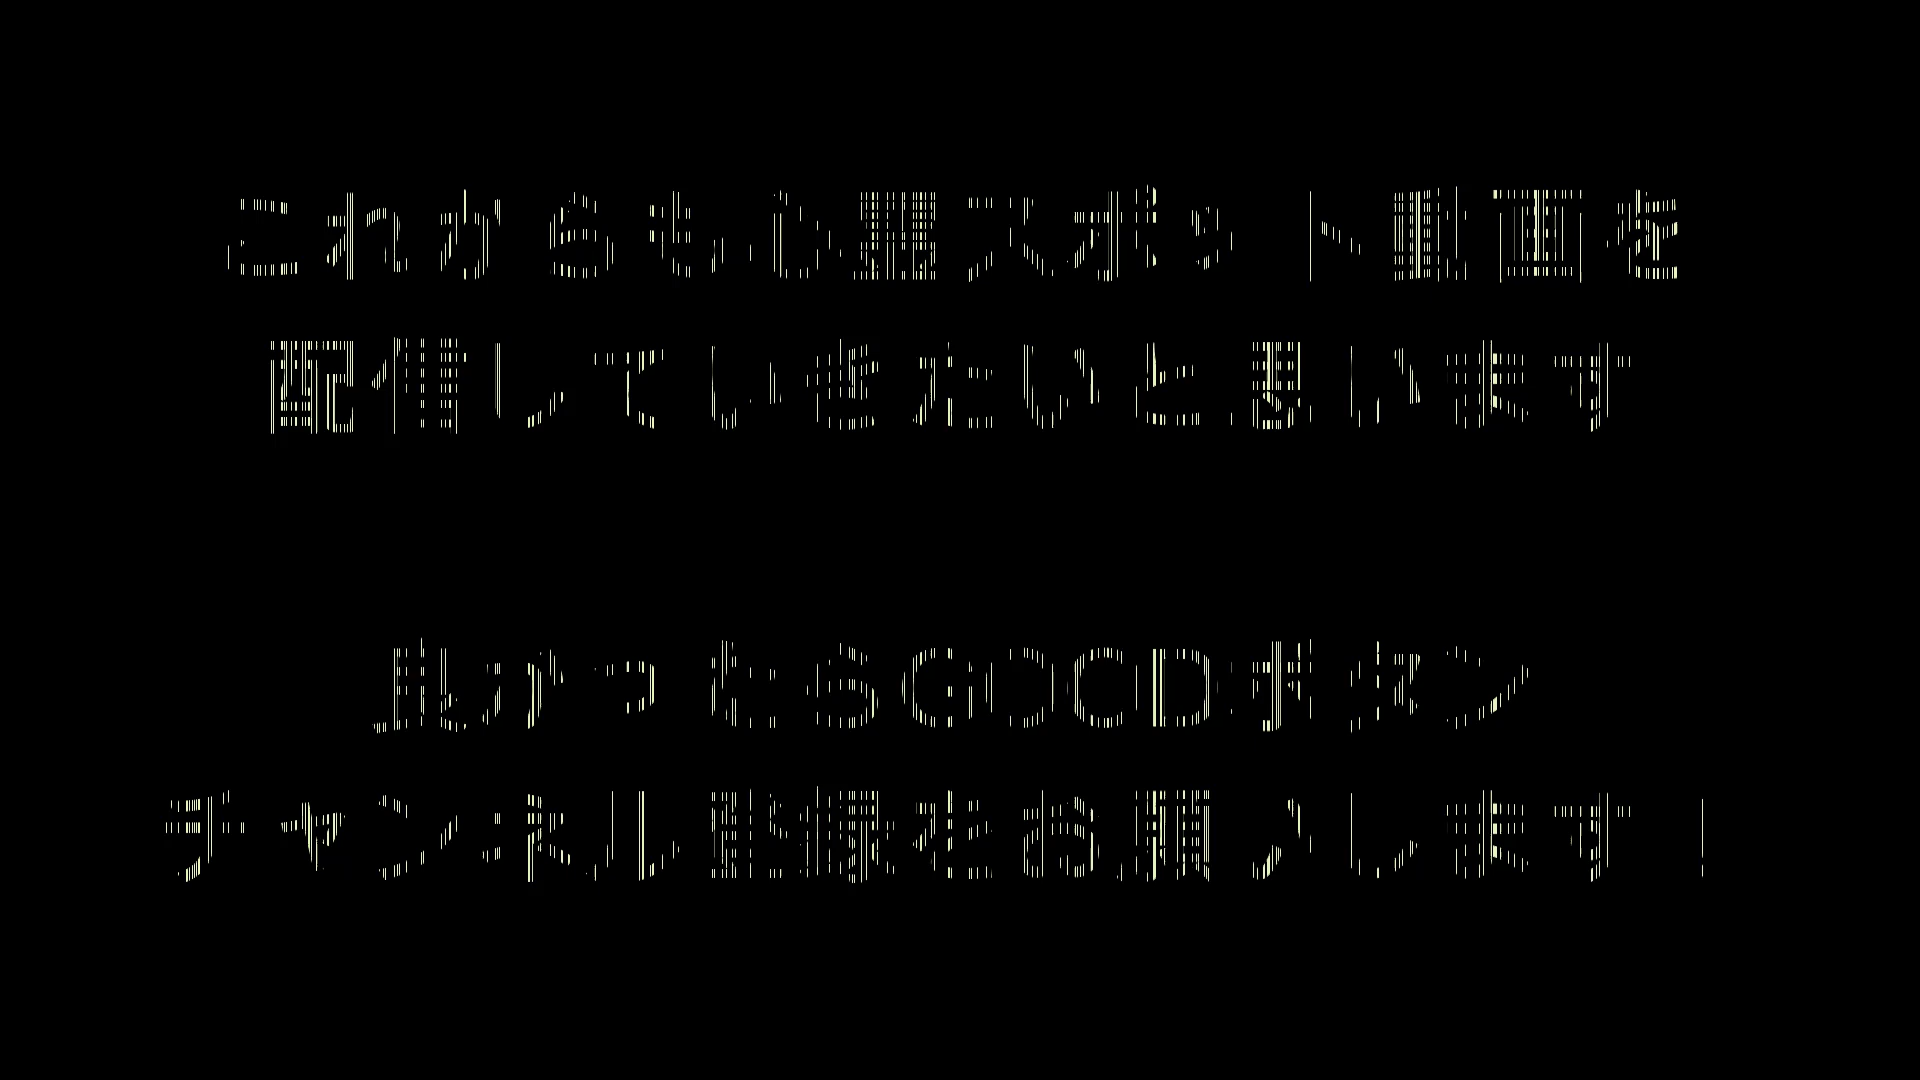 これからも心霊スポット動画を
配信していきたいと思います
よかったらGOODボタン
チャンネル登録をお願いします！